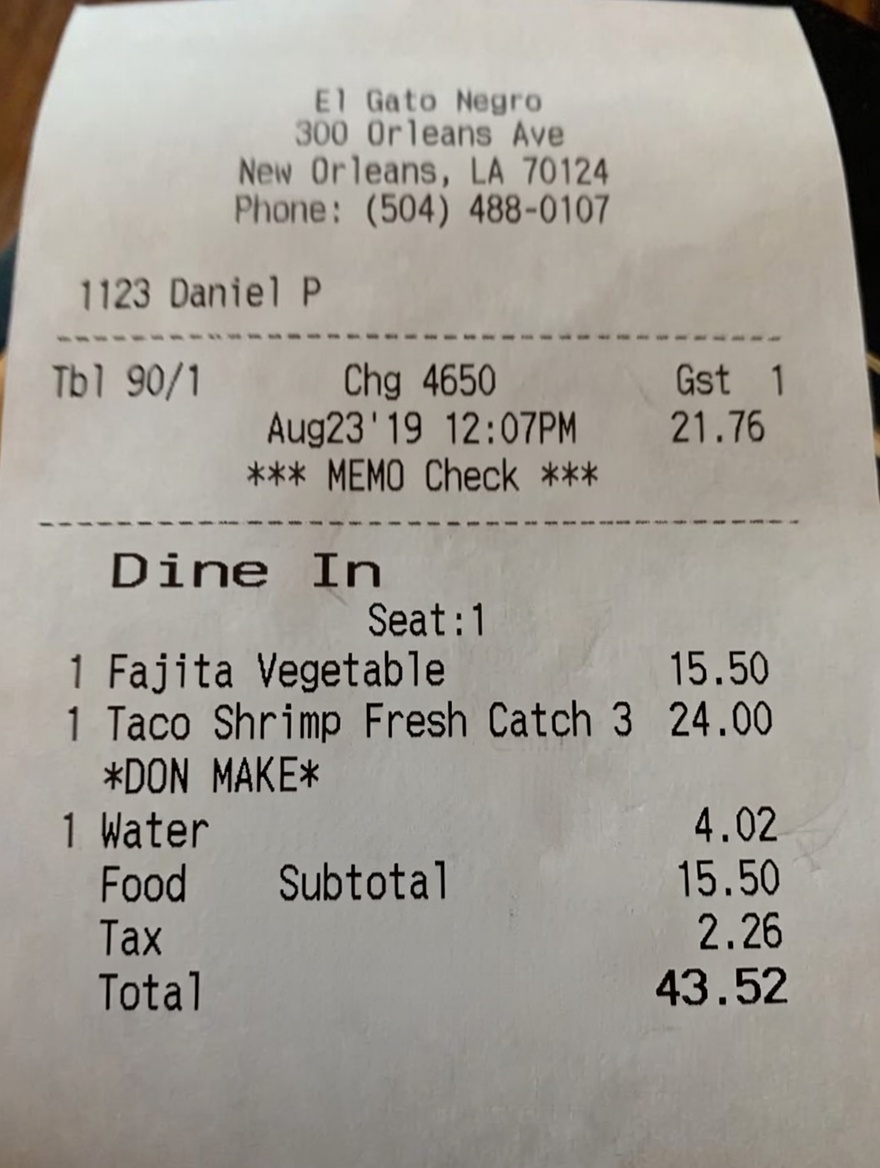 El Gato Negro
300 Orleans Ave
New Orleans, LA 70124
Phone: (504) 488-0107
1123 Daniel P
Tbl 90/1 Chg 4650 Gst 1
Aug23'19 12:07PM 21.76
*** MEMO Check ***
Dine In
Seat:1
1 Fajita Vegetable 15.50
1 Taco Shrimp Fresh Catch 3 24.00
*DON MAKE*
1 Water 4.02
Food Subtotal 15.50
Tax 2.26
Total 43.52